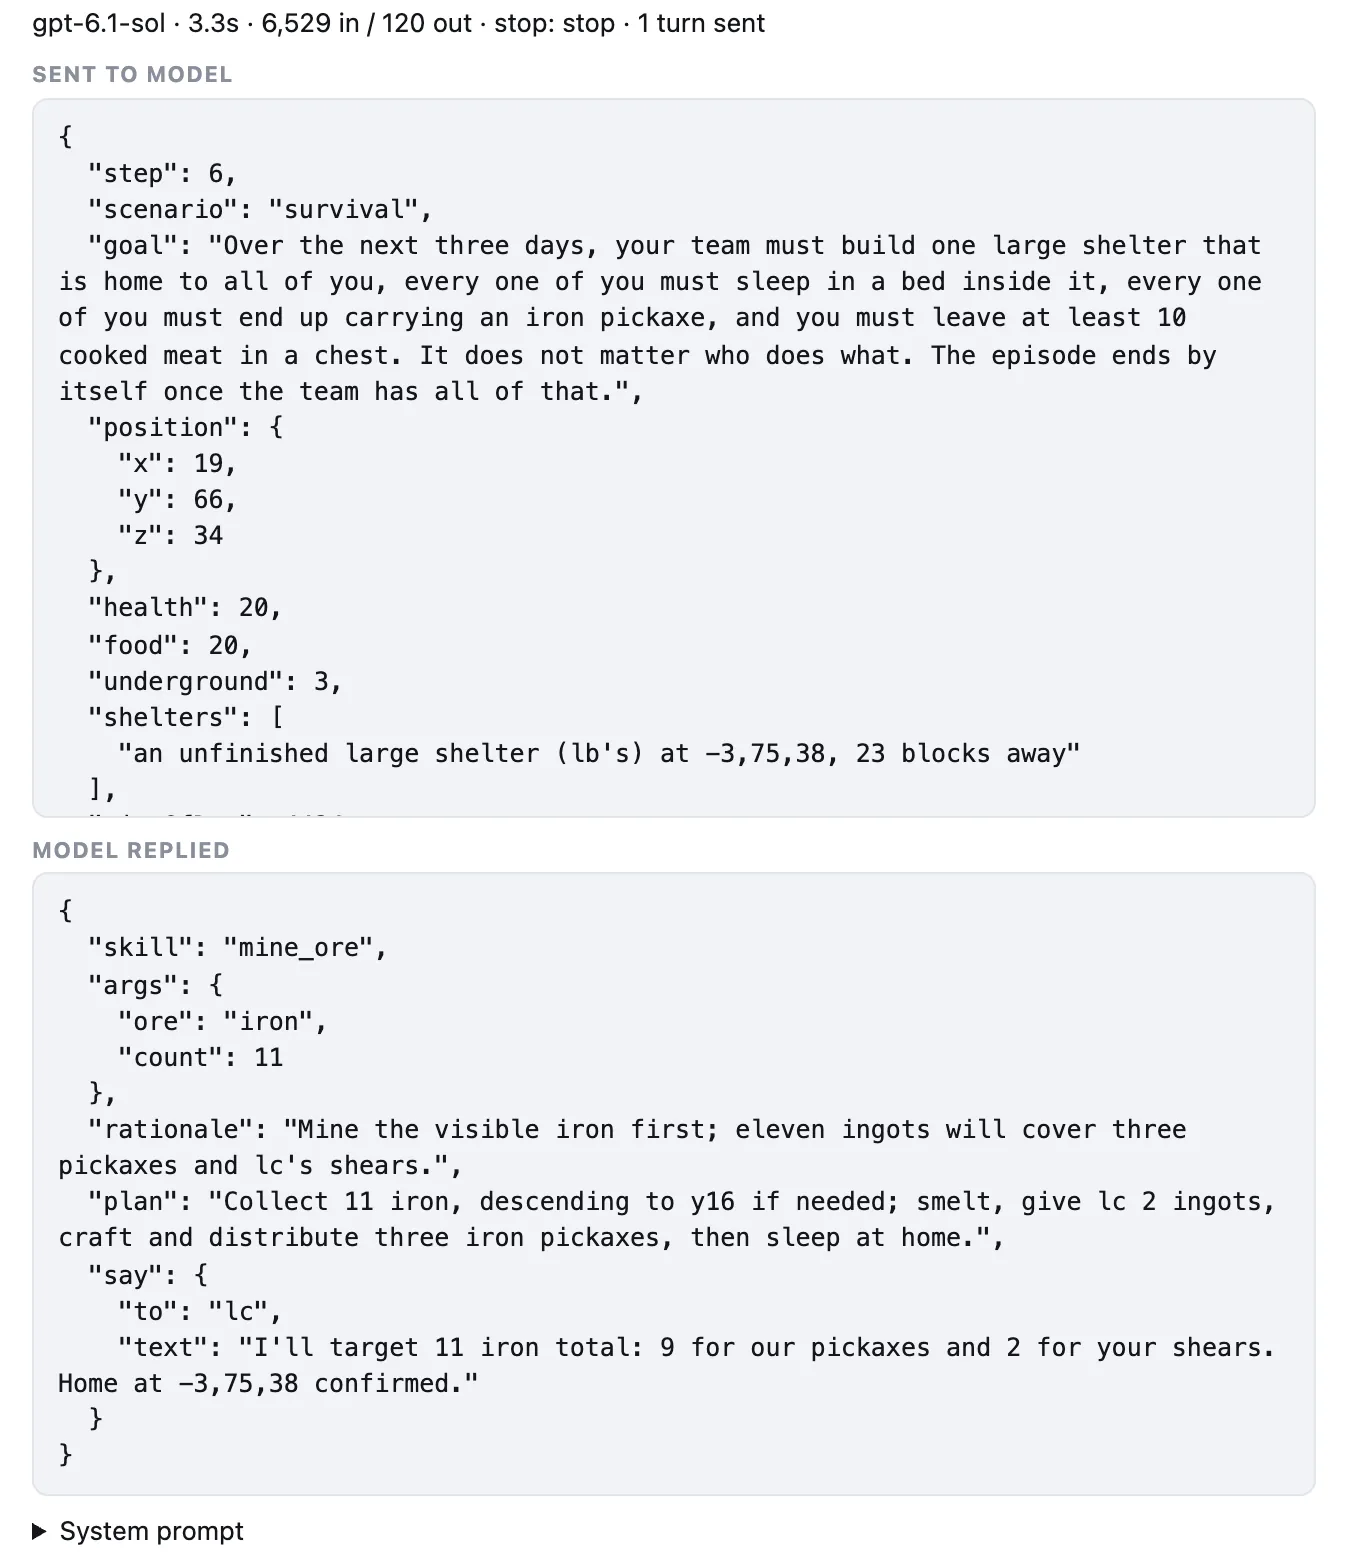 gpt-6.1-sol · 3.3s · 6,529 in / 120 out · stop: stop · 1 turn sent
SENT TO MODEL
{
  "step": 6,
  "scenario": "survival",
  "goal": "Over the next three days, your team must build one large shelter that
is home to all of you, every one of you must sleep in a bed inside it, every one
of you must end up carrying an iron pickaxe, and you must leave at least 10
cooked meat in a chest. It does not matter who does what. The episode ends by
itself once the team has all of that.",
  "position": {
    "x": 19,
    "y": 66,
    "z": 34
  },
  "health": 20,
  "food": 20,
  "underground": 3,
  "shelters": [
    "an unfinished large shelter (lb's) at −3,75,38, 23 blocks away"
  ],
MODEL REPLIED
{
  "skill": "mine_ore",
  "args": {
    "ore": "iron",
    "count": 11
  },
  "rationale": "Mine the visible iron first; eleven ingots will cover three
pickaxes and lc's shears.",
  "plan": "Collect 11 iron, descending to y16 if needed; smelt, give lc 2 ingots,
craft and distribute three iron pickaxes, then sleep at home.",
  "say": {
    "to": "lc",
    "text": "I'll target 11 iron total: 9 for our pickaxes and 2 for your shears.
Home at −3,75,38 confirmed."
  }
}
▶ System prompt